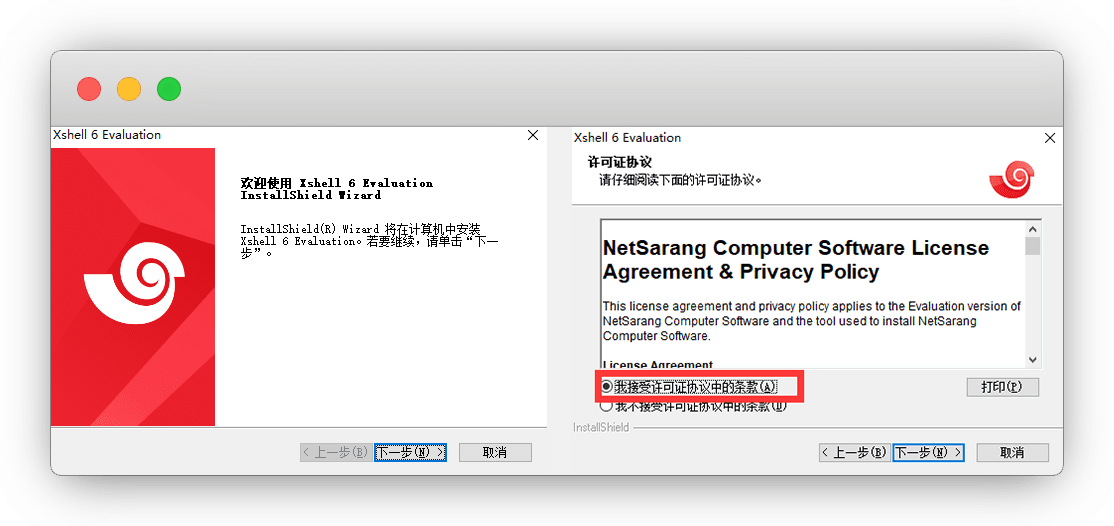 Xshell 6 Evaluation
欢迎使用 Xshell 6 Evaluation
InstallShield Wizard
InstallShield(R) Wizard 将在计算机中安装
Xshell 6 Evaluation。若要继续，请单击“下一
步”。
< 上一步(B)
下一步(N) >
取消
Xshell 6 Evaluation
许可证协议
请仔细阅读下面的许可证协议。
NetSarang Computer Software License
Agreement & Privacy Policy
This license agreement and privacy policy applies to the Evaluation version of
NetSarang Computer Software and the tool used to install NetSarang
Computer Software.
License Agreement
我接受许可证协议中的条款(A)
打印(P)
我不接受许可证协议中的条款(D)
InstallShield
< 上一步(B)
下一步(N) >
取消